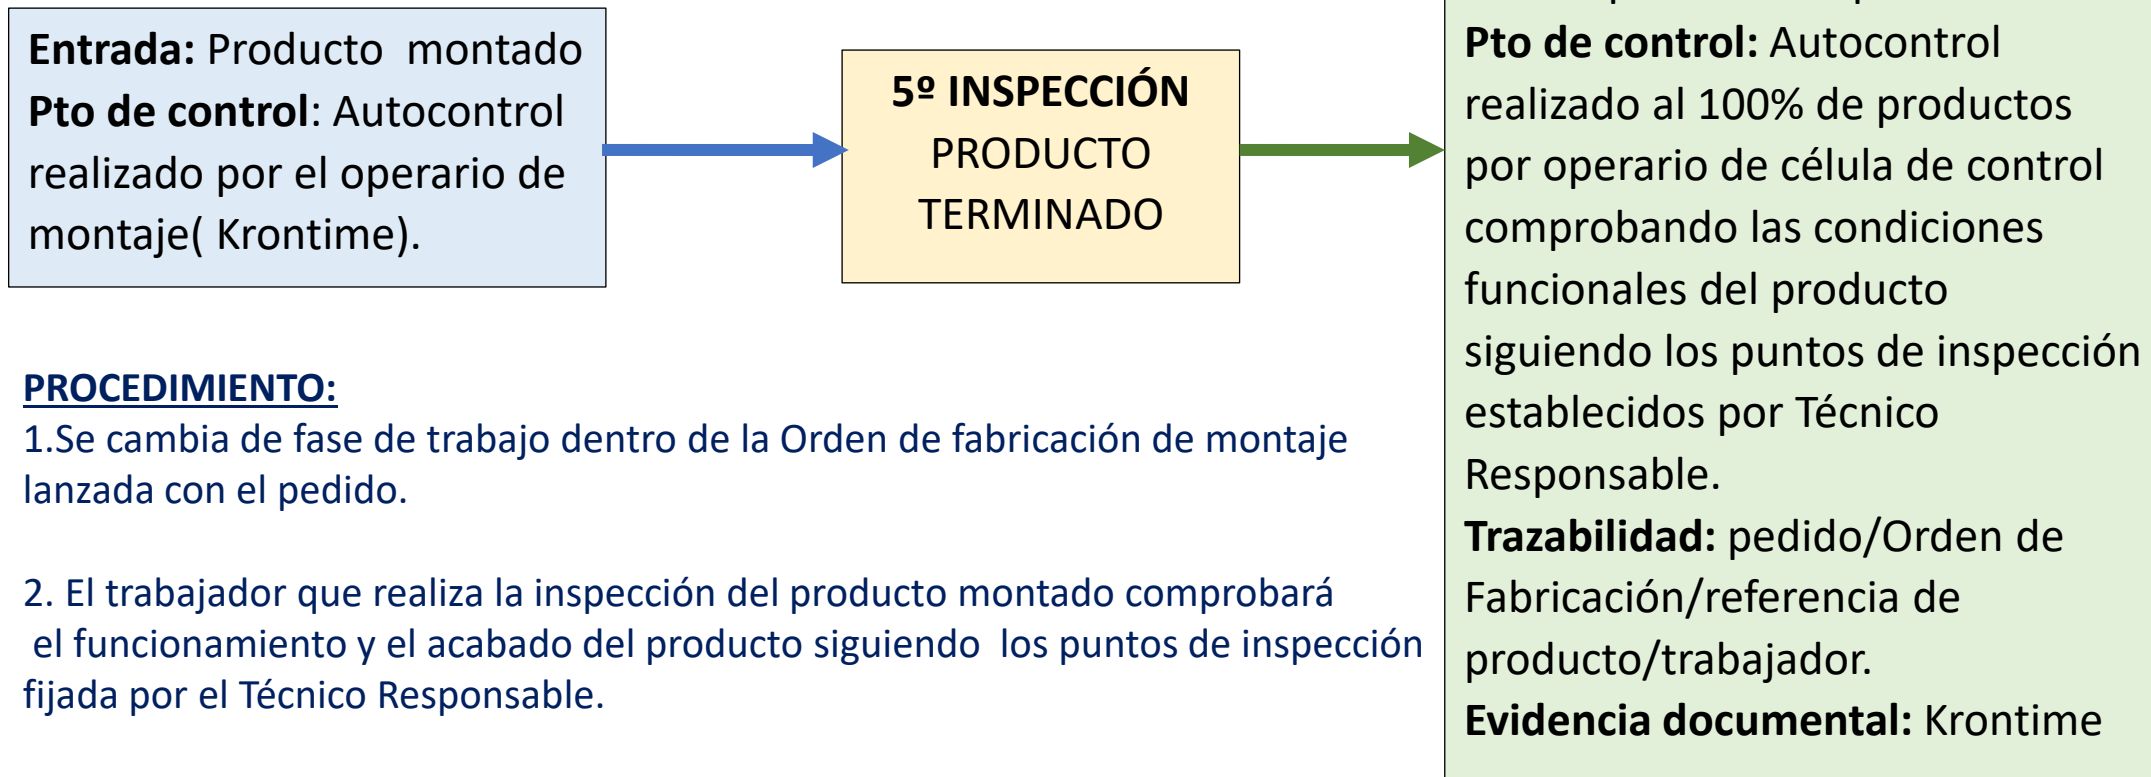 Entrada: Producto  montado
Pto de control: Autocontrol
realizado por el operario de
montaje( Krontime).
5º INSPECCIÓN
PRODUCTO
TERMINADO
Pto de control: Autocontrol
realizado al 100% de productos
por operario de célula de control
comprobando las condiciones
funcionales del producto
siguiendo los puntos de inspección
establecidos por Técnico
Responsable.
Trazabilidad: pedido/Orden de
Fabricación/referencia de
producto/trabajador.
Evidencia documental: Krontime
PROCEDIMIENTO:
1.Se cambia de fase de trabajo dentro de la Orden de fabricación de montaje
lanzada con el pedido.
2. El trabajador que realiza la inspección del producto montado comprobará
el funcionamiento y el acabado del producto siguiendo  los puntos de inspección
fijada por el Técnico Responsable.